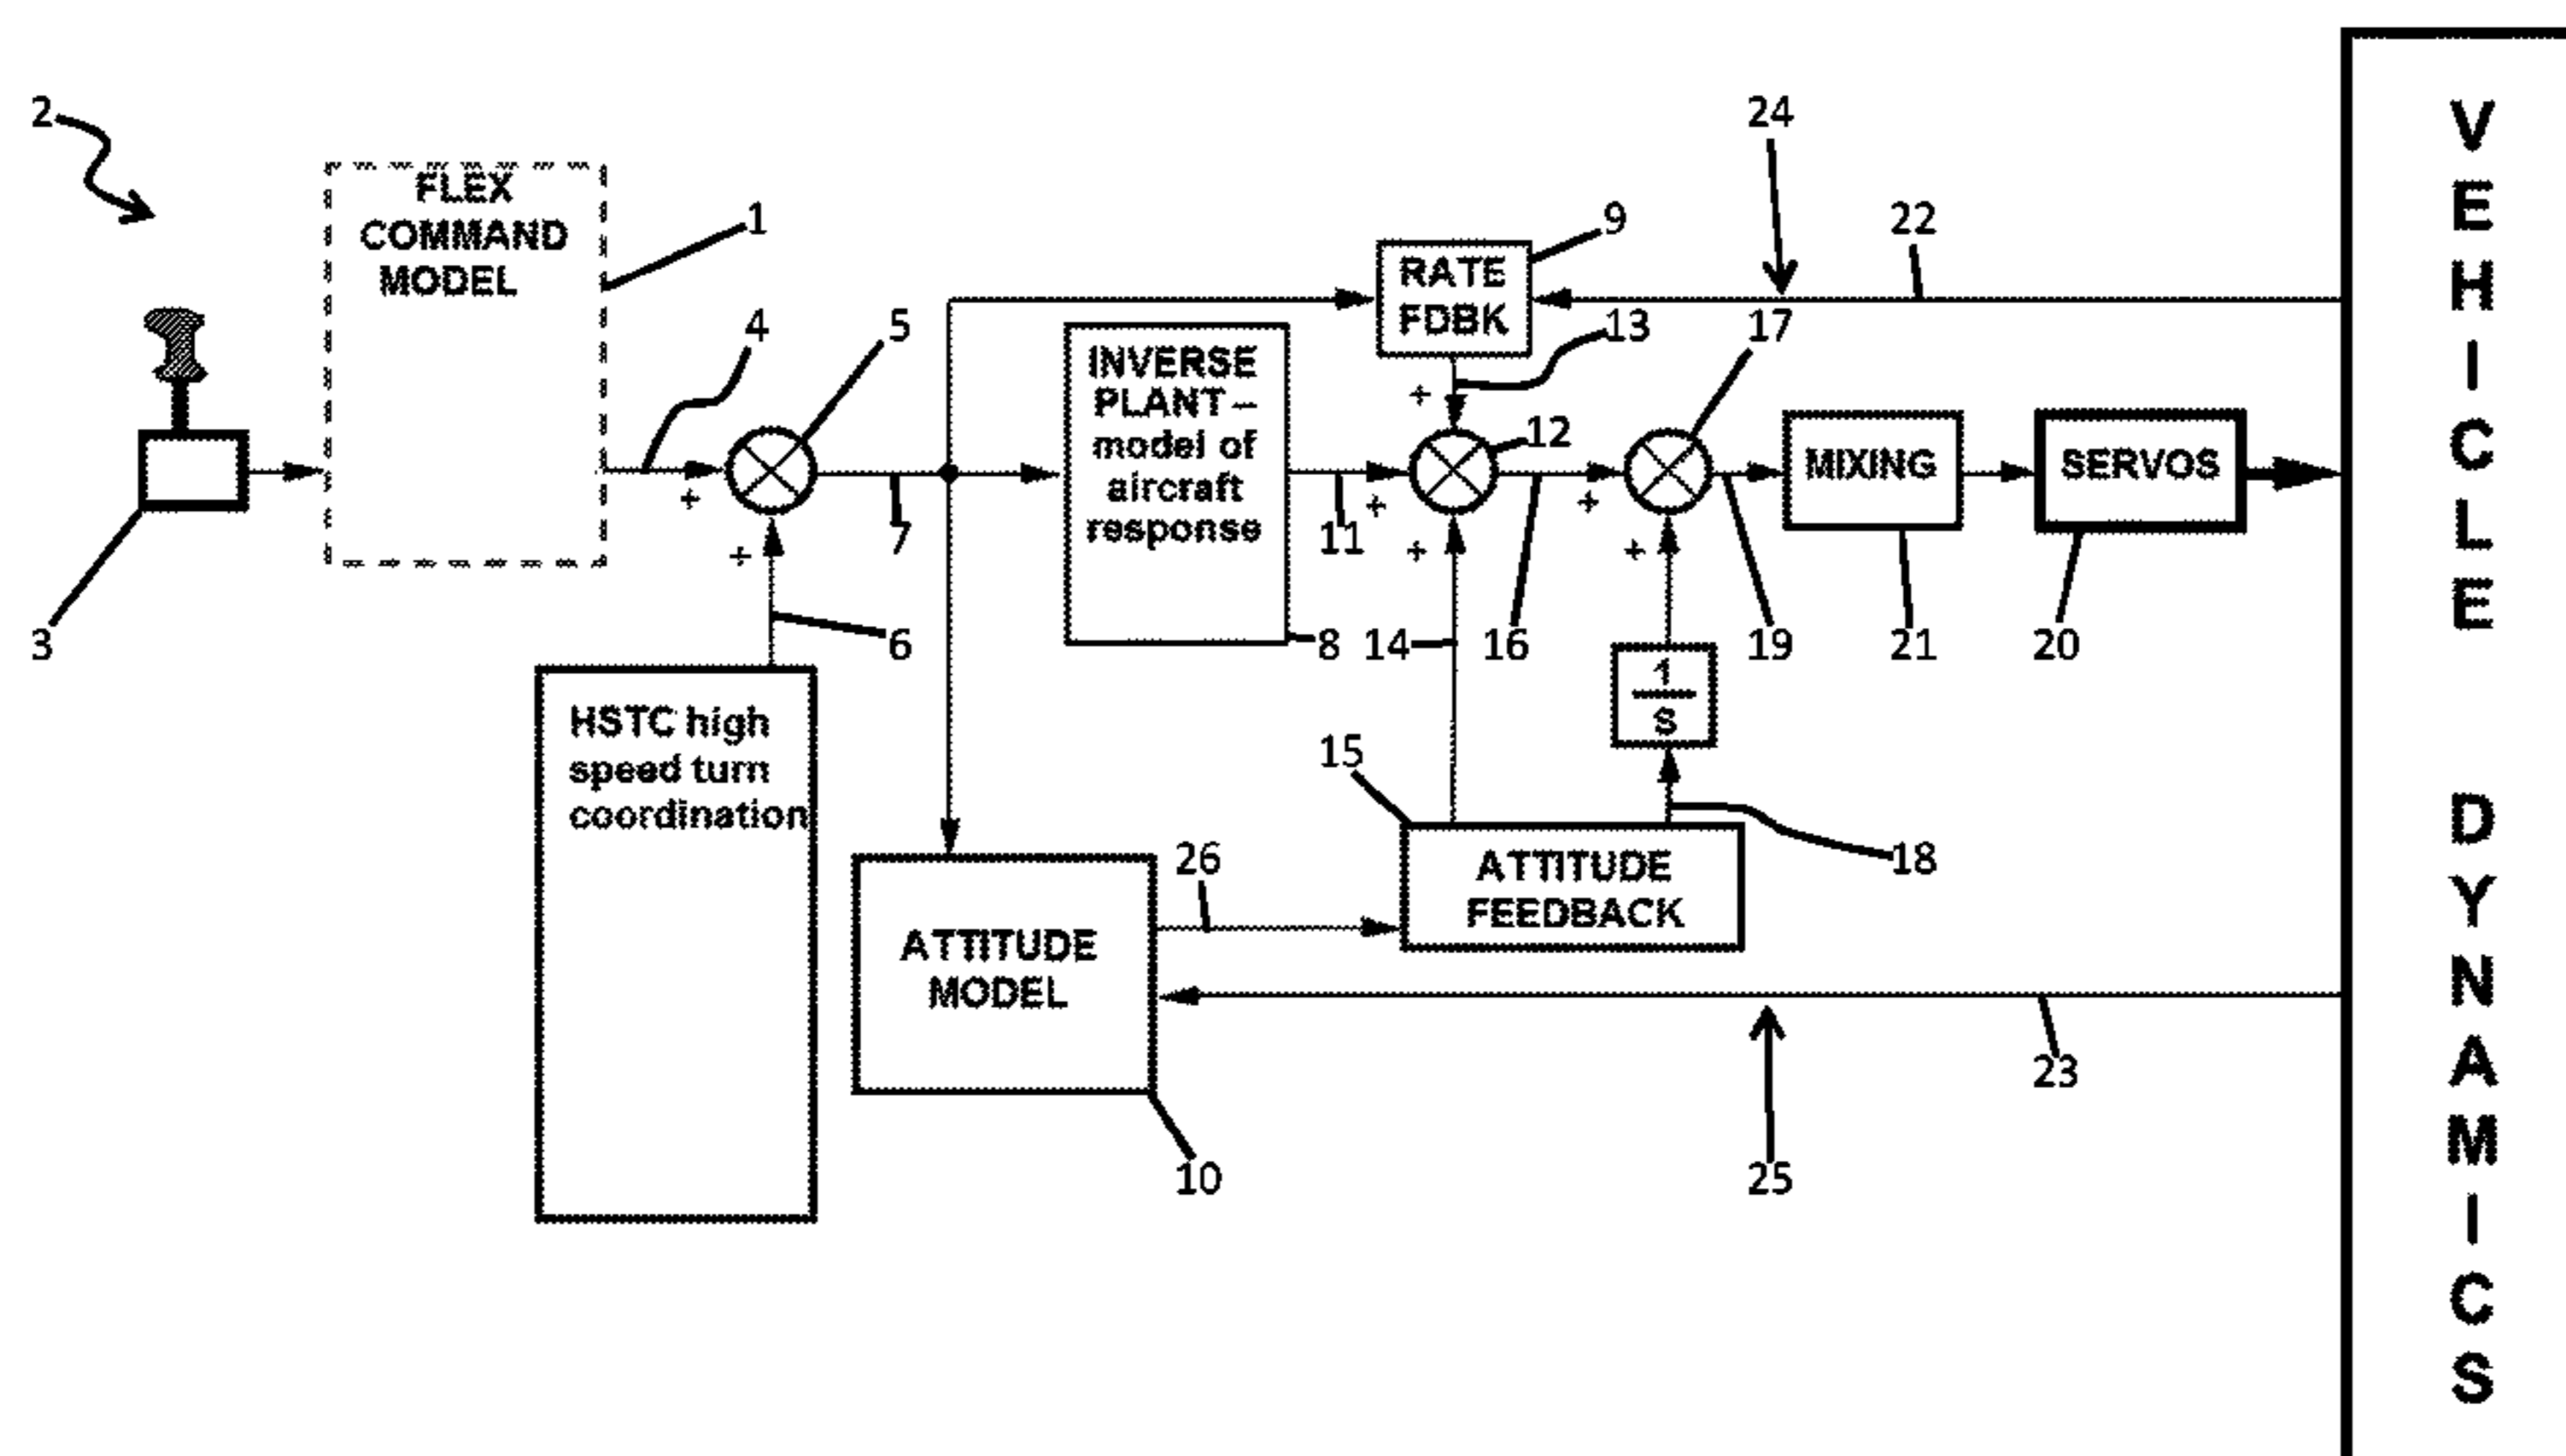 2
24
FLEX
COMMAND
MODEL
1
9
22
RATE
FDBK
4
5
13
17
INVERSE
PLANT –
model of
aircraft
response
+
12
MIXING
SERVOS
+
+
+
7
11
+
+
+
3
6
8
14
16
19
21
20
1
S
HSTC high
speed turn
coordination
15
18
26
ATTITUDE
FEEDBACK
ATTITUDE
MODEL
23
10
25
VEHICLE
DYNAMICS